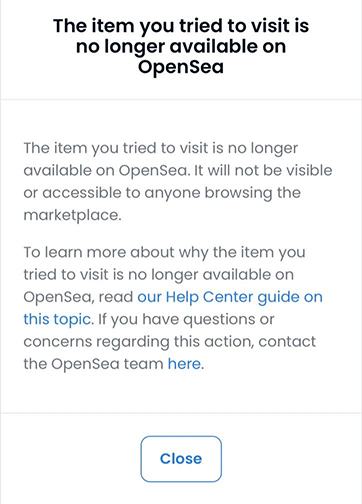 The item you tried to visit is
no longer available on
OpenSea
The item you tried to visit is no longer
available on OpenSea. It will not be visible
or accessible to anyone browsing the
marketplace.
To learn more about why the item you
tried to visit is no longer available on
OpenSea, read our Help Center guide on
this topic. If you have questions or
concerns regarding this action, contact
the OpenSea team here.
Close